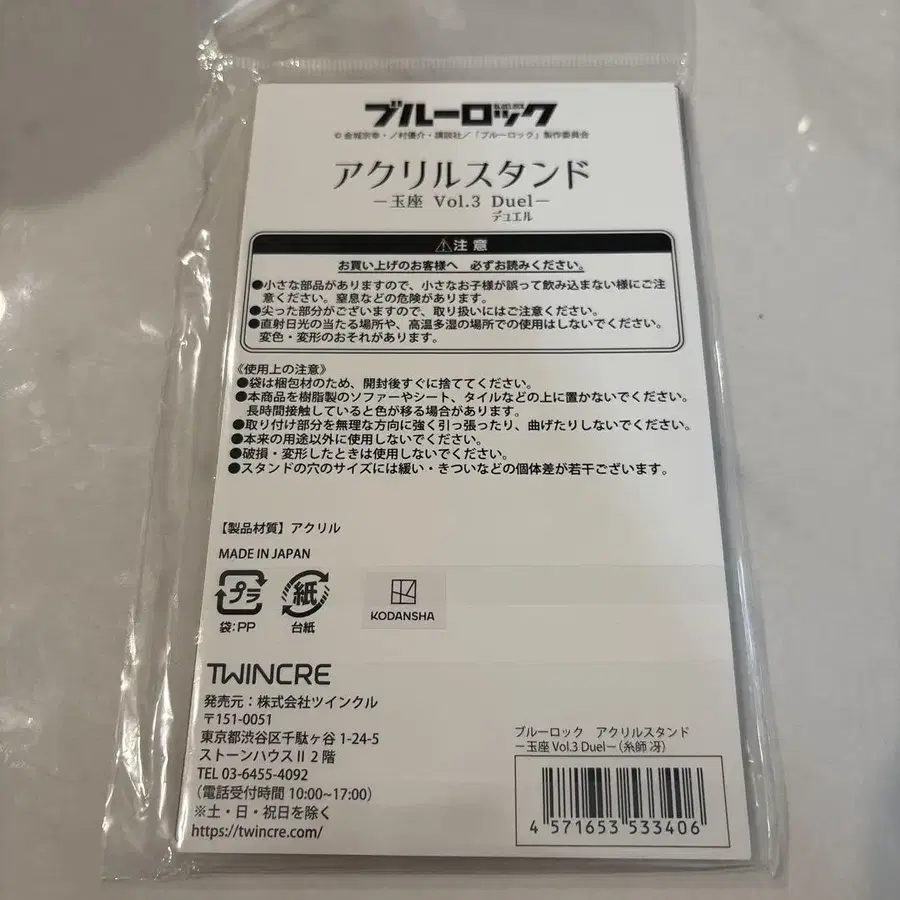 ブルーロック
BLUELOCK
©金城宗幸・ノ村優介・講談社/「ブルーロック」製作委員会
アクリルスタンド
―玉座 Vol.3 Duel―
デュエル
⚠注意
お買い上げのお客様へ 必ずお読みください。
●小さな部品がありますので、小さなお子様が誤って飲み込まない様にご注
意ください。窒息などの危険があります。
●尖った部分がございますので、取り扱いにはご注意ください。
●直射日光の当たる場所や、高温多湿の場所での使用はしないでください。
変色・変形のおそれがあります。
《使用上の注意》
●袋は梱包材のため、開封後すぐに捨ててください。
●本商品を樹脂製のソファーやシート、タイルなどの上に置かないでください。
長時間接触していると色が移る場合があります。
●取り付け部分を無理な方向に強く引っ張ったり、曲げたりしないでください。
●本来の用途以外に使用しないでください。
●破損・変形したときは使用しないでください。
●スタンドの穴のサイズには緩い・きついなどの個体差が若干ございます。
【製品材質】アクリル
MADE IN JAPAN
プラ
袋:PP
紙
台紙
KODANSHA
TWINCRE
発売元:株式会社ツインクル
〒151-0051
東京都渋谷区千駄ヶ谷 1-24-5
ストーンハウスⅡ 2階
TEL 03-6455-4092
(電話受付時間 10:00~17:00)
※土・日・祝日を除く
https://twincre.com/
ブルーロック アクリルスタンド
―玉座 Vol.3 Duel―(糸師 冴)
4 571653 533406